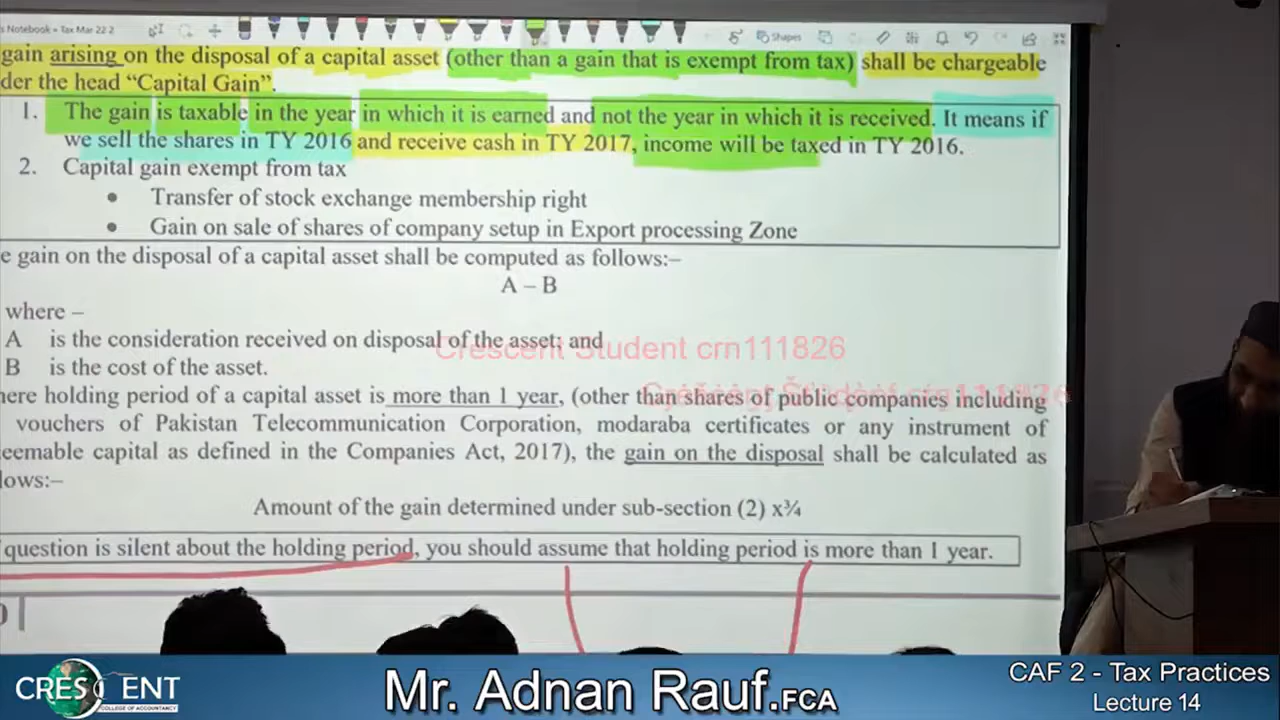 s Notebook » Tax Mar 22 2
Shapes
gain arising on the disposal of a capital asset (other than a gain that is exempt from tax) shall be chargeable
der the head “Capital Gain”.
1. The gain is taxable in the year in which it is earned and not the year in which it is received. It means if
we sell the shares in TY 2016 and receive cash in TY 2017, income will be taxed in TY 2016.
2. Capital gain exempt from tax
• Transfer of stock exchange membership right
• Gain on sale of shares of company setup in Export processing Zone
e gain on the disposal of a capital asset shall be computed as follows:–
A – B
where –
A is the consideration received on disposal of the asset; and
Crescent Student crn111826
B is the cost of the asset.
here holding period of a capital asset is more than 1 year, (other than shares of public companies including
vouchers of Pakistan Telecommunication Corporation, modaraba certificates or any instrument of
eemable capital as defined in the Companies Act, 2017), the gain on the disposal shall be calculated as
lows:–
Amount of the gain determined under sub-section (2) x¾
question is silent about the holding period, you should assume that holding period is more than 1 year.
CRESCENT
COLLEGE OF ACCOUNTANCY
Mr. Adnan Rauf.FCA
CAF 2 - Tax Practices
Lecture 14